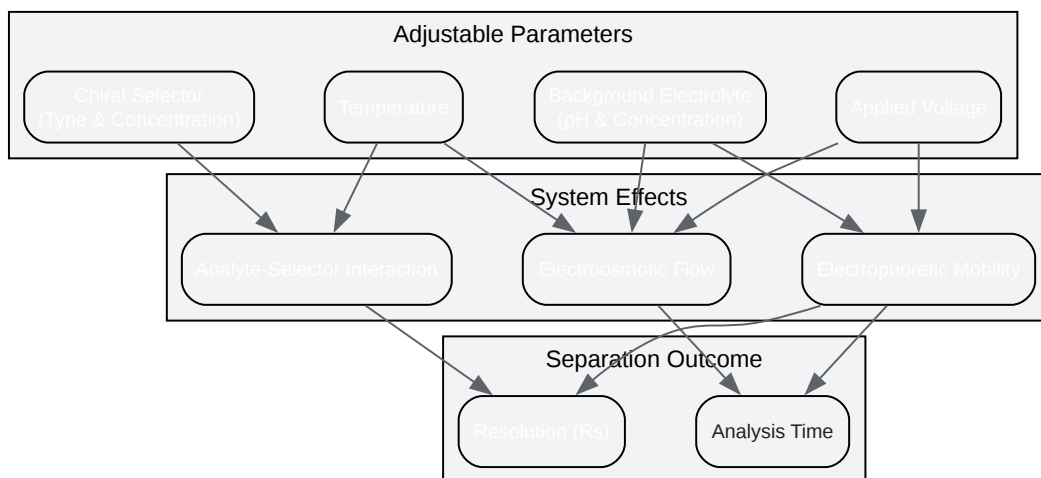 Adjustable Parameters
Chiral Selector
(Type & Concentration)
Temperature
Background Electrolyte
(pH & Concentration)
Applied Voltage
System Effects
Analyte-Selector Interaction
Electroosmotic Flow
Electrophoretic Mobility
Separation Outcome
Resolution (Rs)
Analysis Time